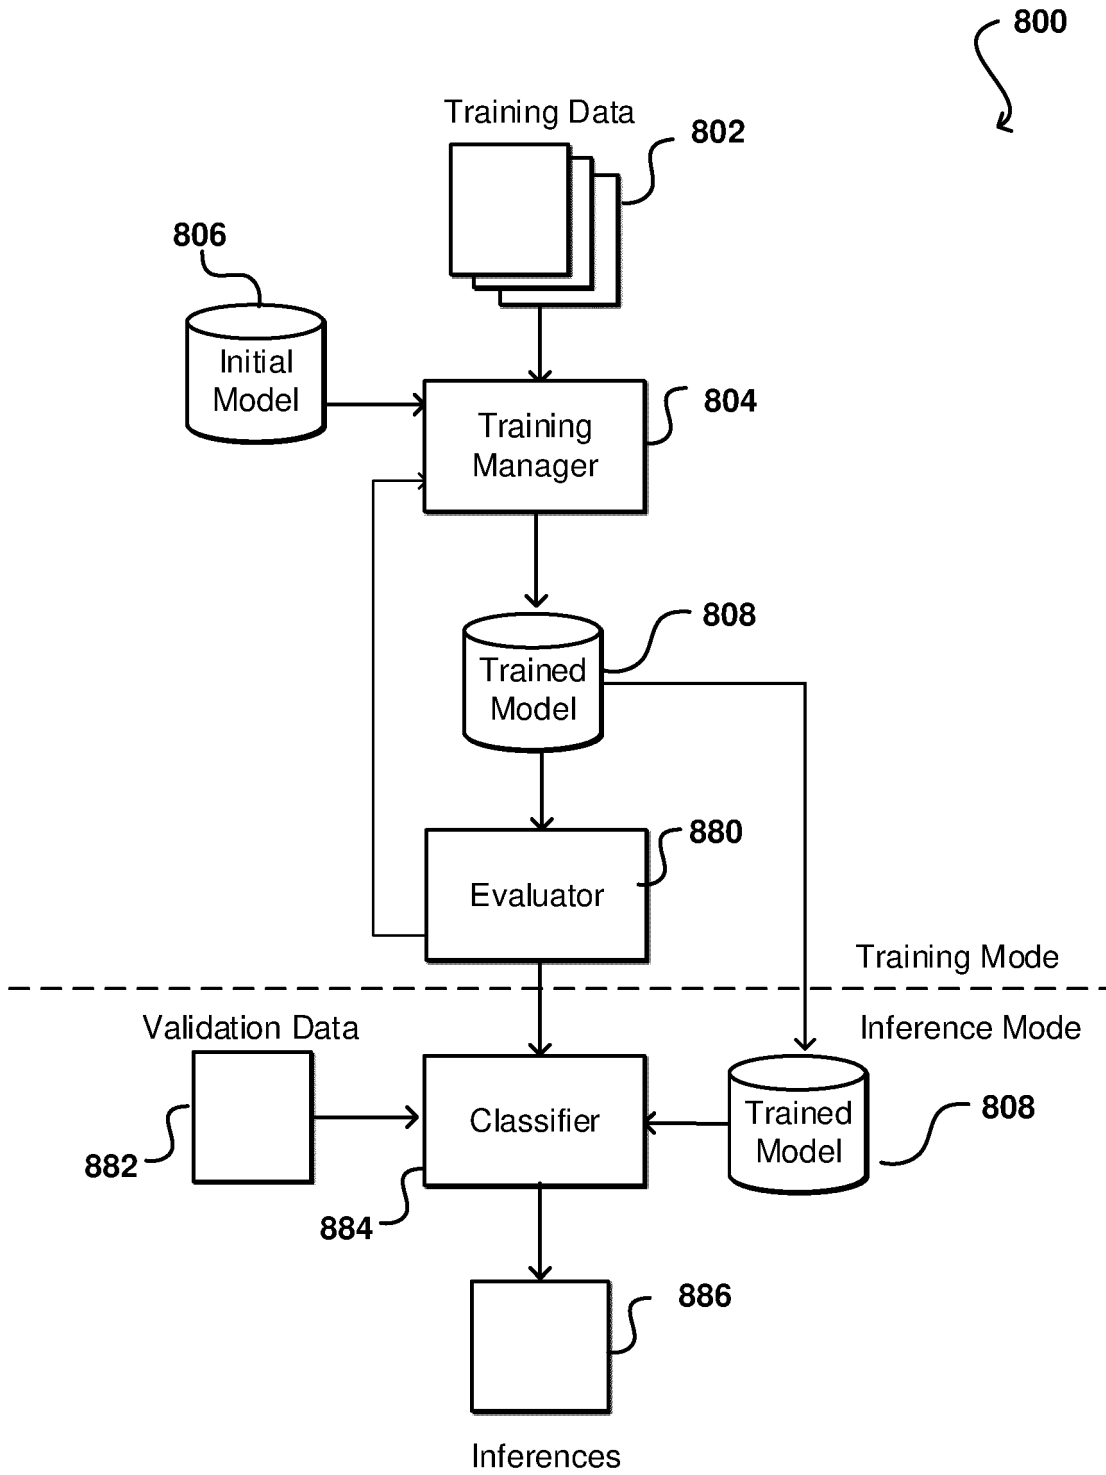 800
Training Data
802
806
Initial
Model
804
Training
Manager
808
Trained
Model
880
Evaluator
Training Mode
Validation Data
Inference Mode
882
Classifier
884
Trained
Model
808
886
Inferences